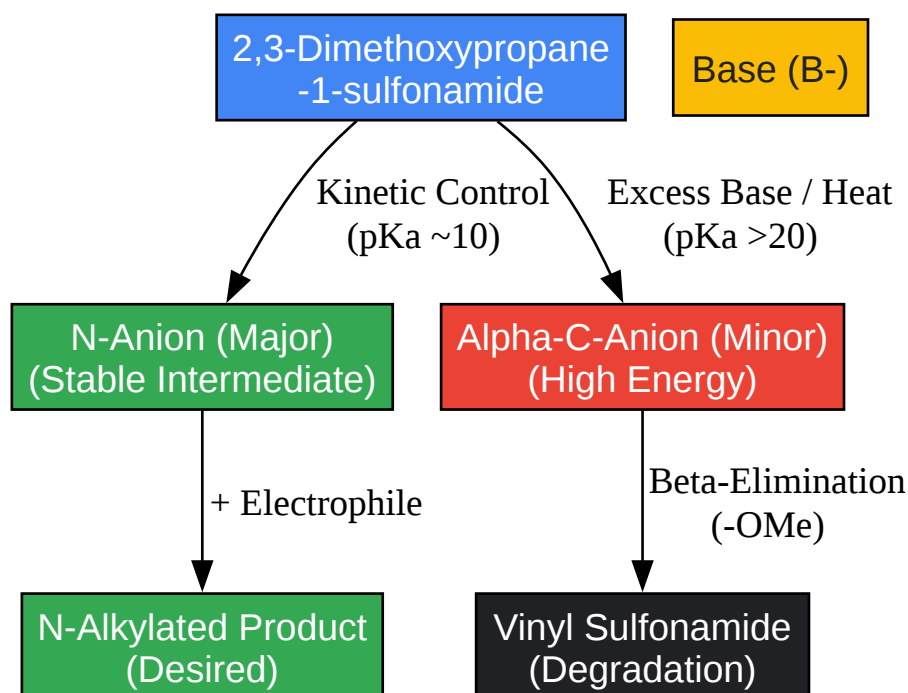 2,3-Dimethoxypropane
-1-sulfonamide
Base (B-)
Kinetic Control
(pKa ~10)
Excess Base / Heat
(pKa >20)
N-Anion (Major)
(Stable Intermediate)
Alpha-C-Anion (Minor)
(High Energy)
+ Electrophile
Beta-Elimination
(-OMe)
N-Alkylated Product
(Desired)
Vinyl Sulfonamide
(Degradation)